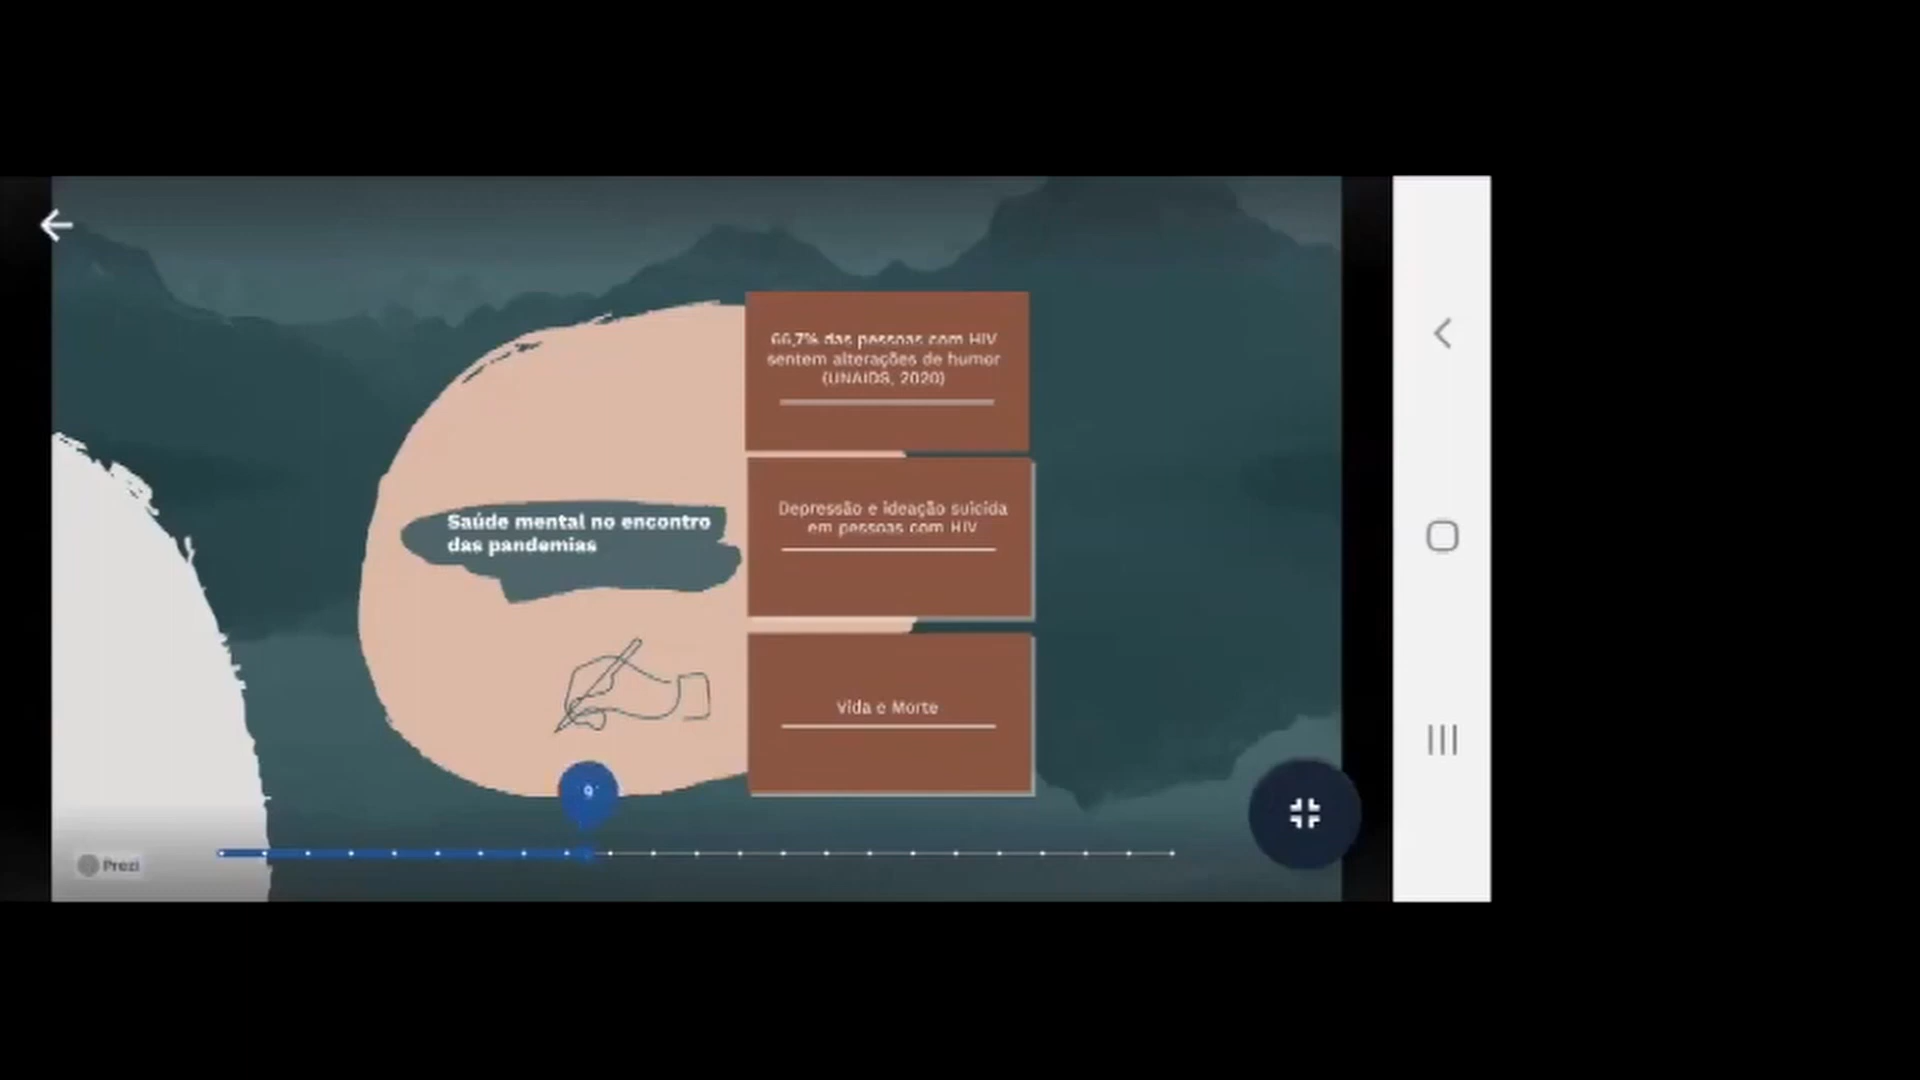 66,7% das pessoas com HIV
sentem alterações de humor
(UNAIDS, 2020)
Saúde mental no encontro
das pandemias
Depressão e ideação suicida
em pessoas com HIV
Vida e Morte
9
Prezi